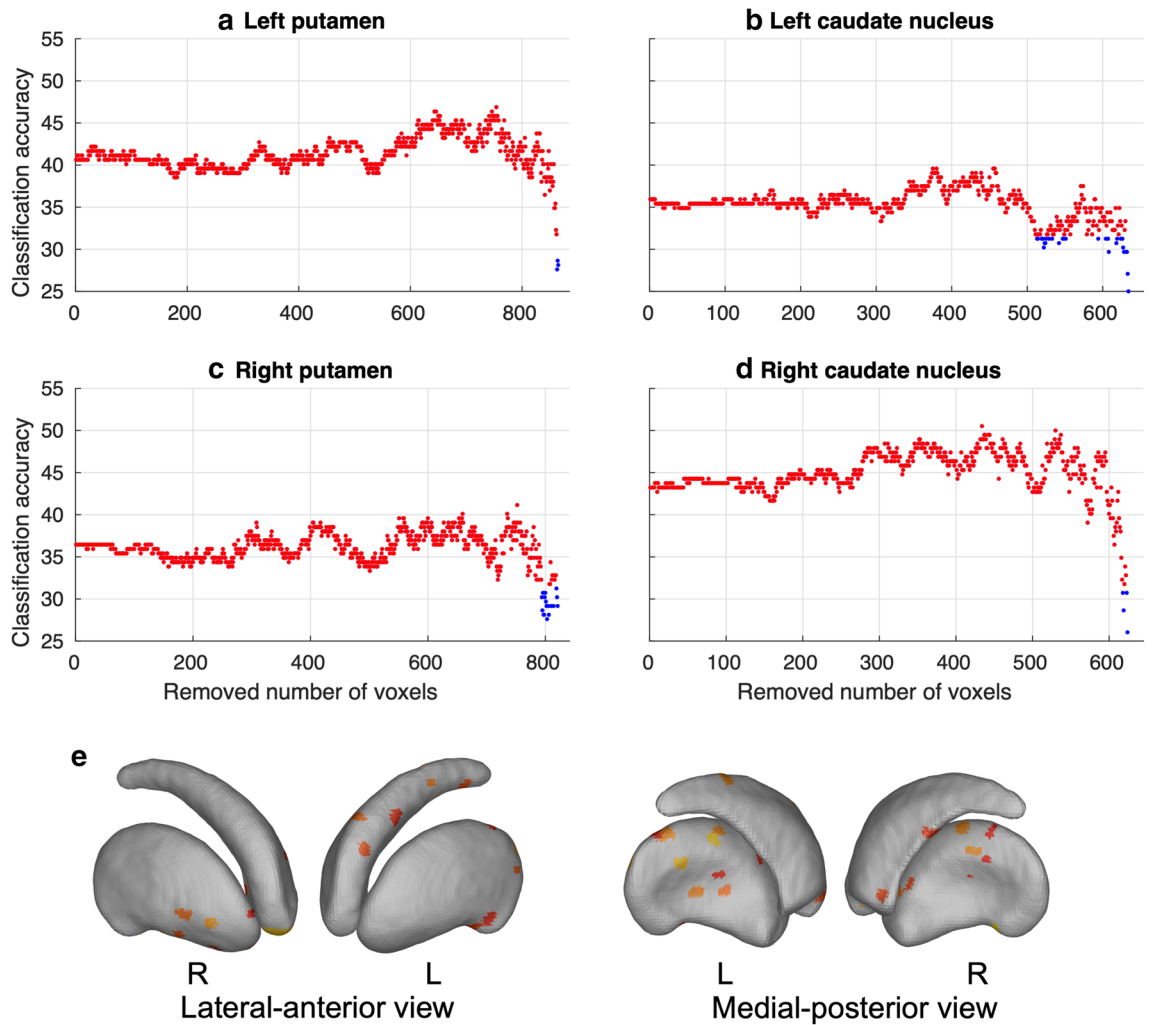 a Left putamen
b Left caudate nucleus
Classification accuracy
55
50
45
40
35
30
25
0 200 400 600 800
0 100 200 300 400 500 600
c Right putamen
d Right caudate nucleus
Classification accuracy
55
50
45
40
35
30
25
0 200 400 600 800
0 100 200 300 400 500 600
Removed number of voxels
Removed number of voxels
e
R L L R
Lateral-anterior view
Medial-posterior view